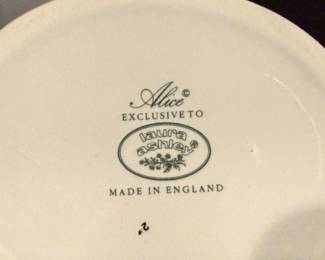 Alice©
EXCLUSIVE TO
laura
ashley®
MADE IN ENGLAND